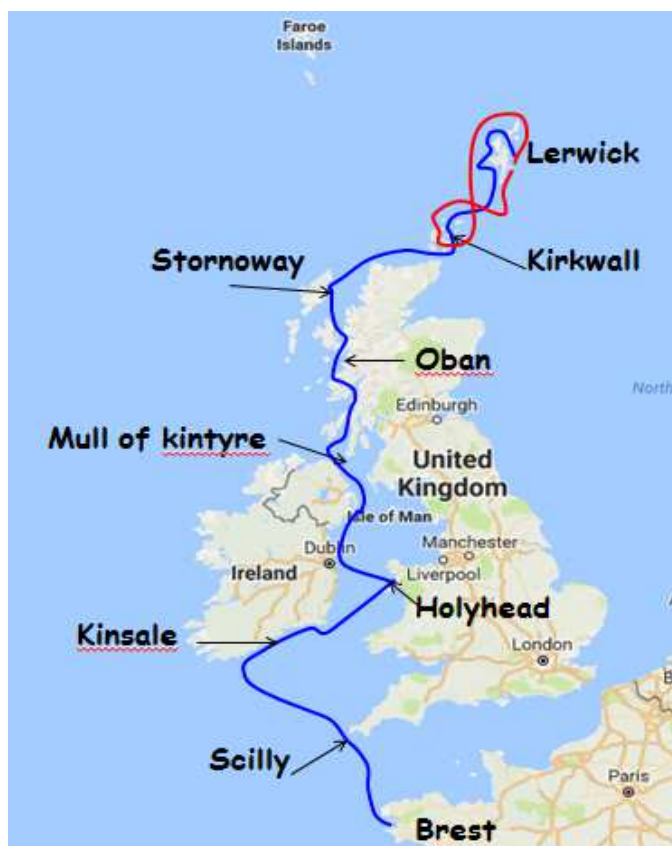 Faroe
Islands
Lerwick
Stornoway
Kirkwall
Oban
North
Edinburgh
Mull of kintyre
United
Kingdom
Isle of Man
Dublin
Manchester
Ireland
Liverpool
Holyhead
Kinsale
London
B
Scilly
Paris
Brest